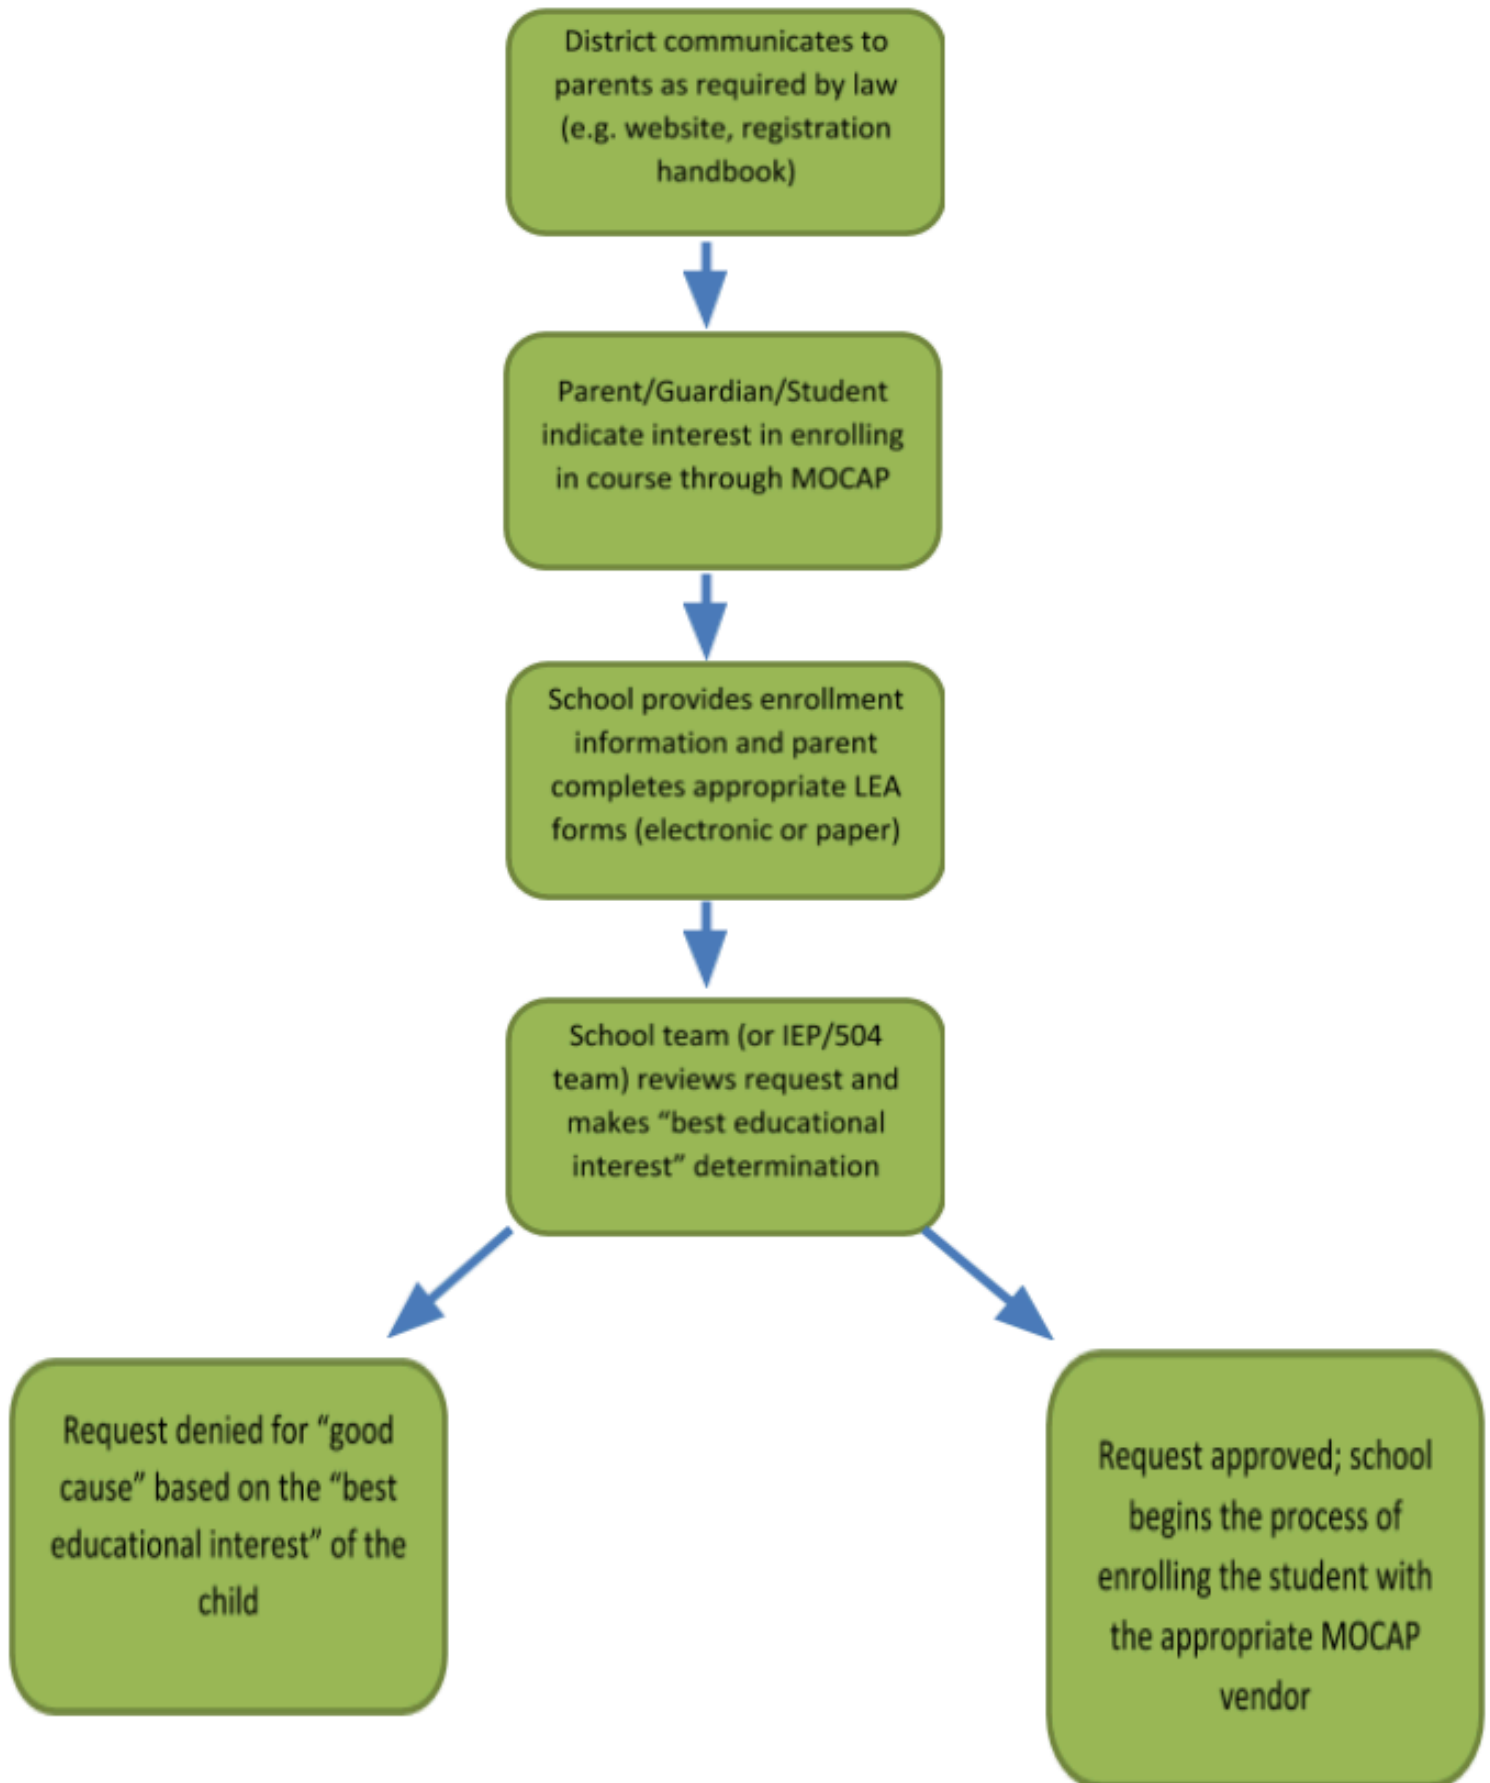 District communicates to
parents as required by law
(e.g. website, registration
handbook)
Parent/Guardian/Student
indicate interest in enrolling
in course through MOCAP
School provides enrollment
information and parent
completes appropriate LEA
forms (electronic or paper)
School team (or IEP/504
team) reviews request and
makes “best educational
interest” determination
Request denied for “good
cause” based on the “best
educational interest” of the
child
Request approved; school
begins the process of
enrolling the student with
the appropriate MOCAP
vendor